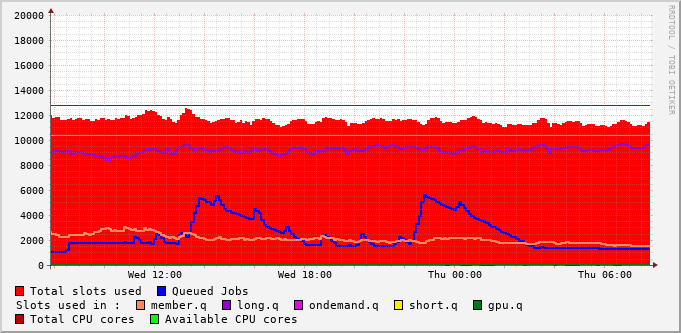 20000
18000
16000
14000
12000
10000
8000
6000
4000
2000
0
Wed 12:00 Wed 18:00 Thu 00:00 Thu 06:00
RRDTOOL / TOBI OETIKER
Total slots used Queued Jobs
Slots used in : member.q long.q ondemand.q short.q gpu.q
Total CPU cores Available CPU cores